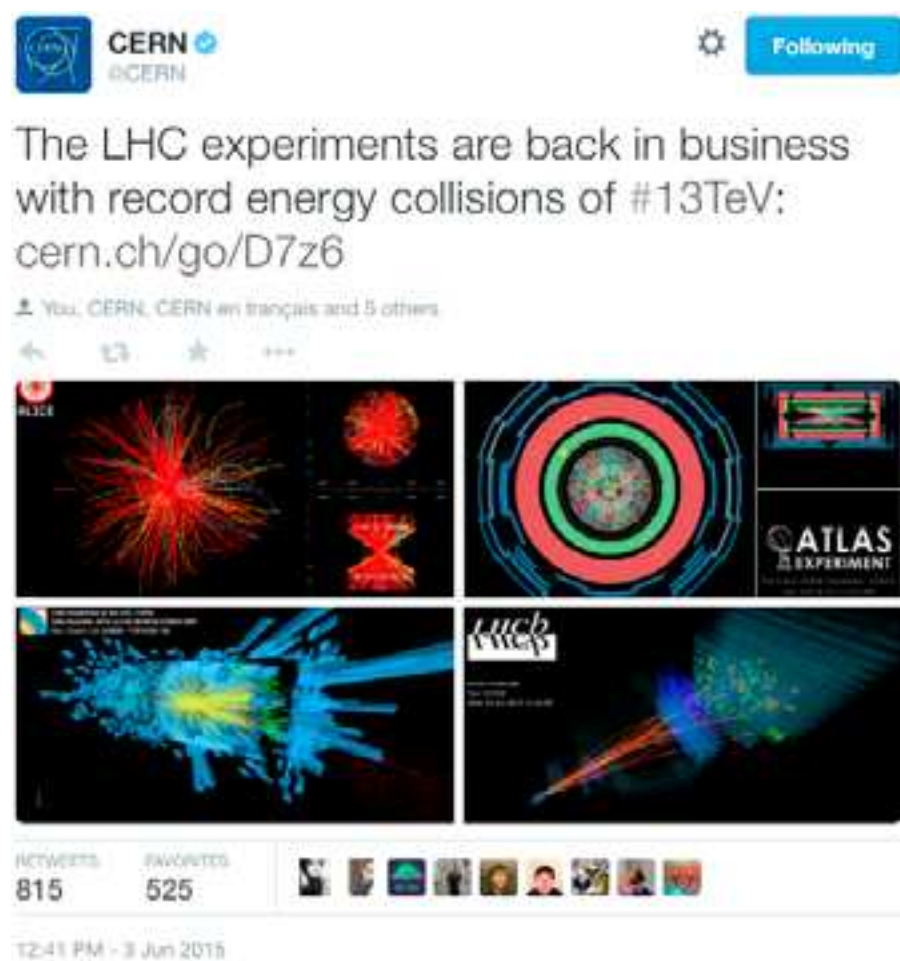 CERN
@CERN
Following
The LHC experiments are back in business
with record energy collisions of #13TeV:
cern.ch/go/D7z6
You, CERN, CERN en français and 5 others
ALICE
ATLAS
EXPERIMENT
LHCb
RETWEETS
FAVORITES
815
525
12:41 PM - 3 Jun 2015